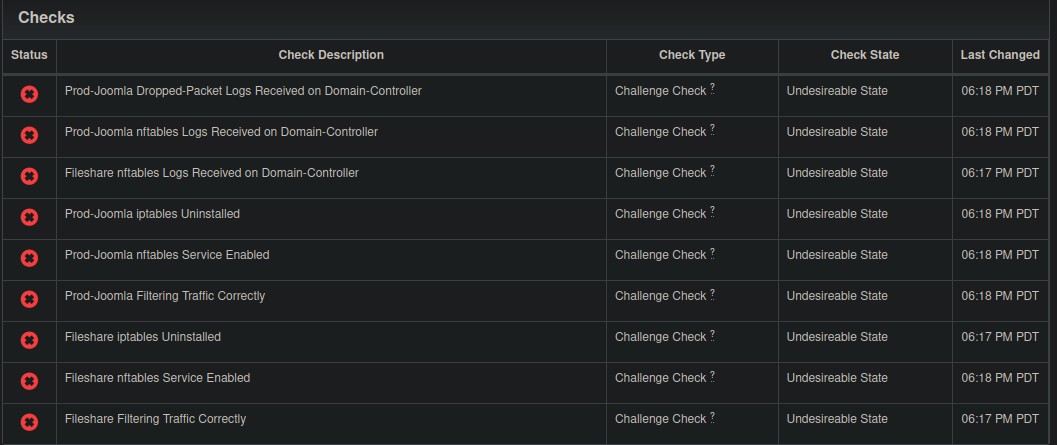 Checks
Status Check Description Check Type Check State Last Changed
Prod-Joomla Dropped-Packet Logs Received on Domain-Controller Challenge Check ? Undesireable State 06:18 PM PDT
Prod-Joomla nftables Logs Received on Domain-Controller Challenge Check ? Undesireable State 06:18 PM PDT
Fileshare nftables Logs Received on Domain-Controller Challenge Check ? Undesireable State 06:17 PM PDT
Prod-Joomla iptables Uninstalled Challenge Check ? Undesireable State 06:18 PM PDT
Prod-Joomla nftables Service Enabled Challenge Check ? Undesireable State 06:18 PM PDT
Prod-Joomla Filtering Traffic Correctly Challenge Check ? Undesireable State 06:18 PM PDT
Fileshare iptables Uninstalled Challenge Check ? Undesireable State 06:17 PM PDT
Fileshare nftables Service Enabled Challenge Check ? Undesireable State 06:18 PM PDT
Fileshare Filtering Traffic Correctly Challenge Check ? Undesireable State 06:17 PM PDT